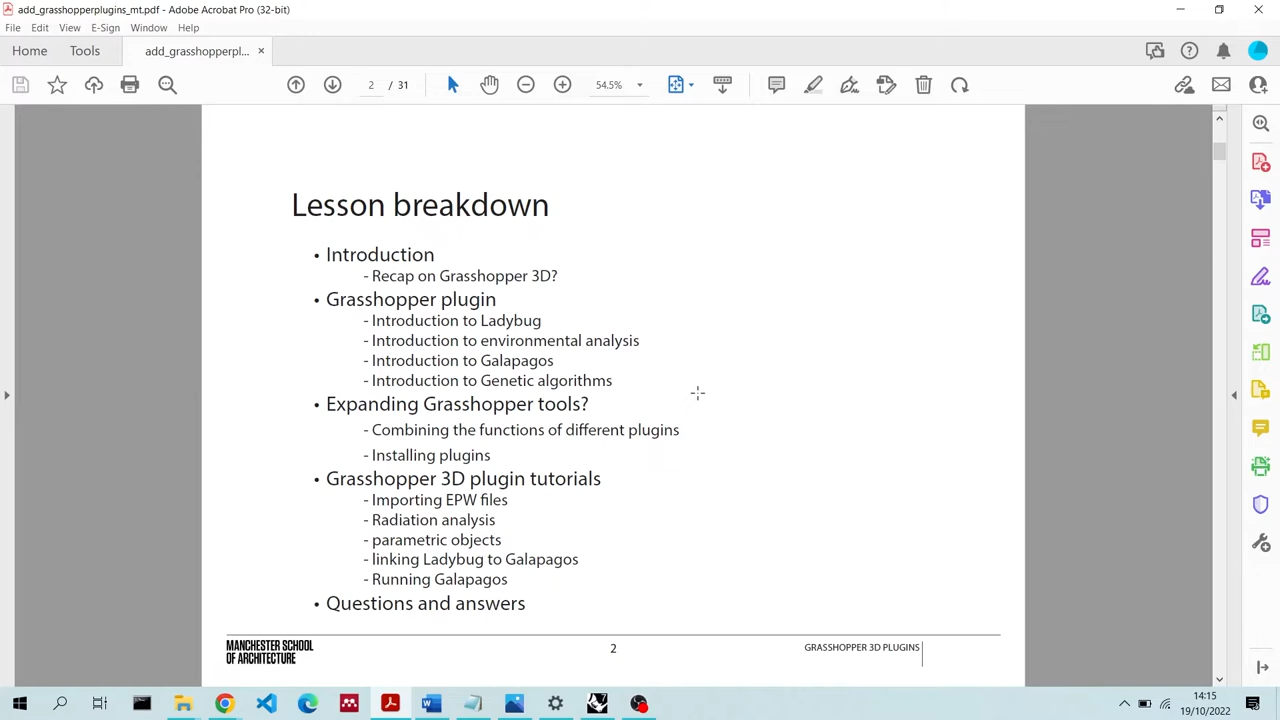 add_grasshopperplugins_mt.pdf - Adobe Acrobat Pro (32-bit)
File Edit View E-Sign Window Help
Home Tools add_grasshopperpl... ×
2 / 31 54.5%
Lesson breakdown
• Introduction
- Recap on Grasshopper 3D?
• Grasshopper plugin
- Introduction to Ladybug
- Introduction to environmental analysis
- Introduction to Galapagos
- Introduction to Genetic algorithms
• Expanding Grasshopper tools?
- Combining the functions of different plugins
- Installing plugins
• Grasshopper 3D plugin tutorials
- Importing EPW files
- Radiation analysis
- parametric objects
- linking Ladybug to Galapagos
- Running Galapagos
• Questions and answers
MANCHESTER SCHOOL
OF ARCHITECTURE
2
GRASSHOPPER 3D PLUGINS
14:15
19/10/2022